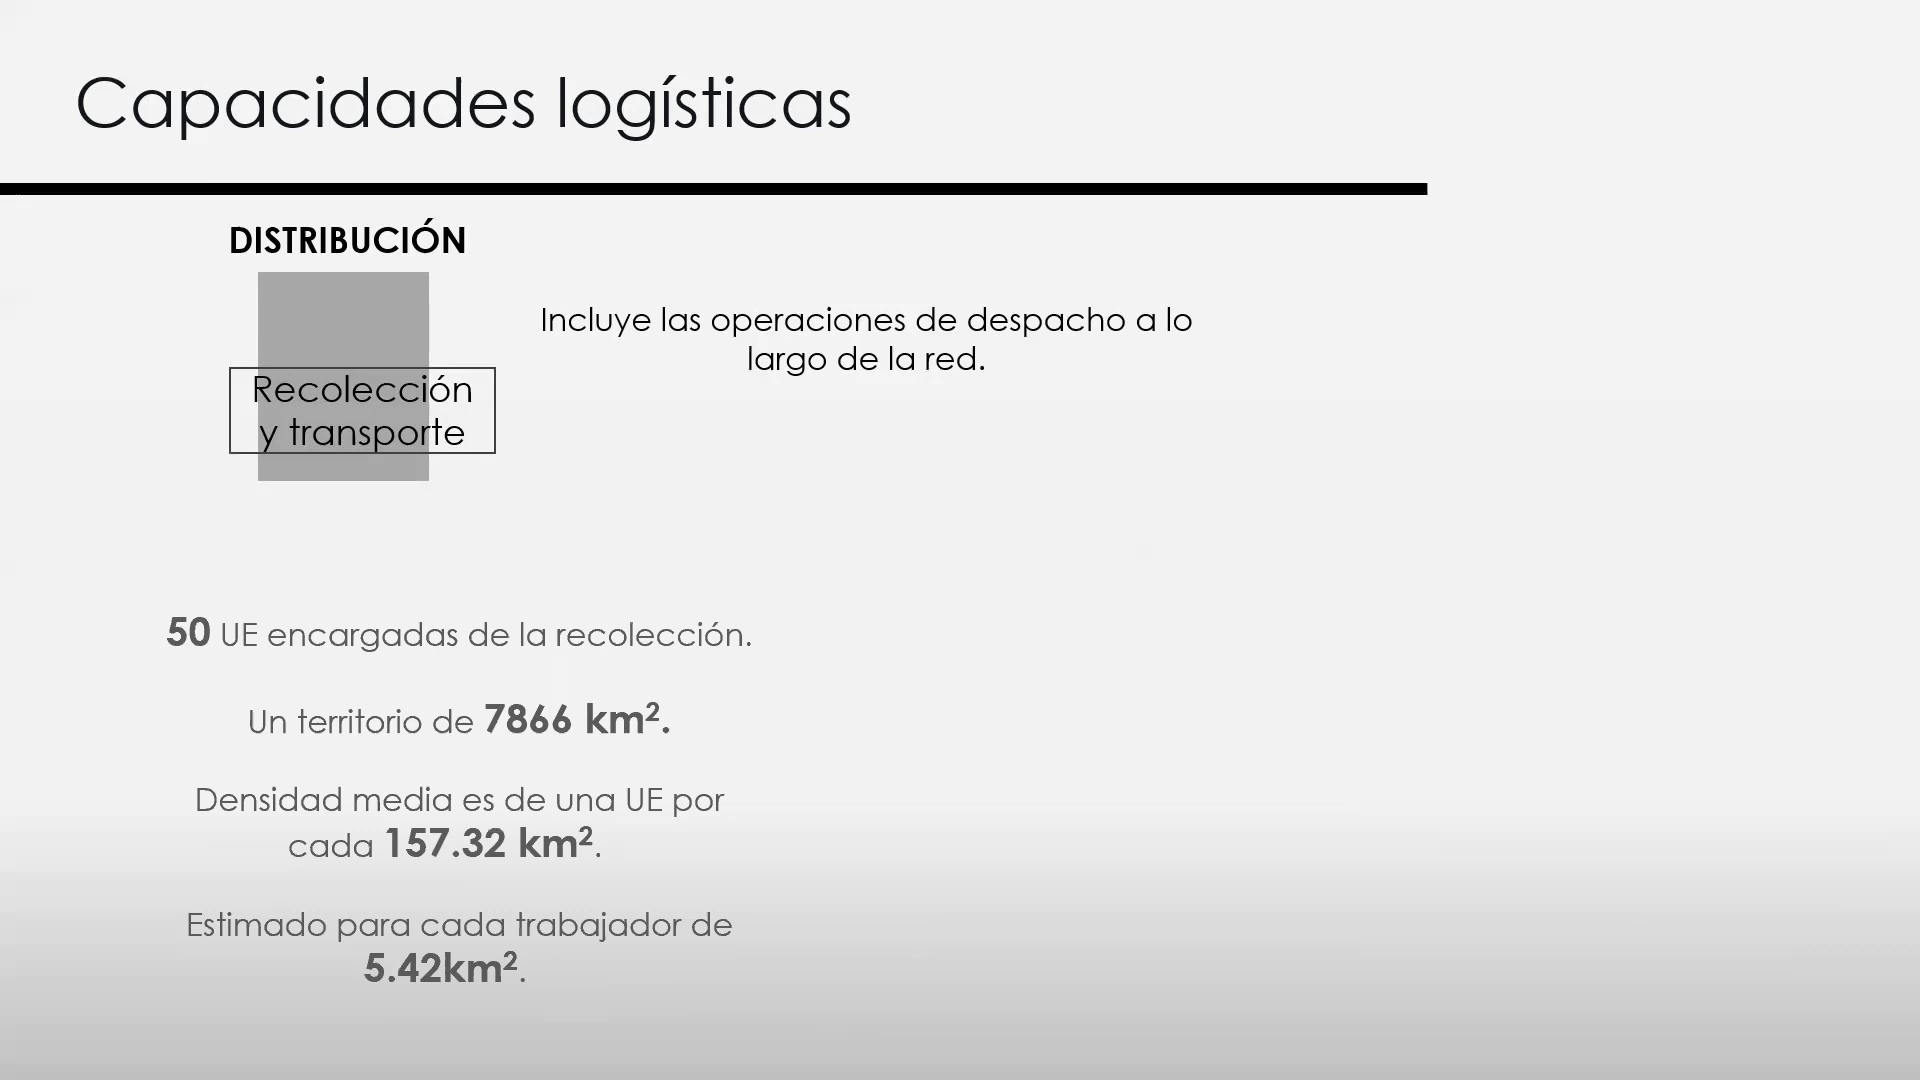 Capacidades logísticas
DISTRIBUCIÓN
Incluye las operaciones de despacho a lo
largo de la red.
Recolección
y transporte
50 UE encargadas de la recolección.
Un territorio de 7866 km².
Densidad media es de una UE por
cada 157.32 km².
Estimado para cada trabajador de
5.42km².